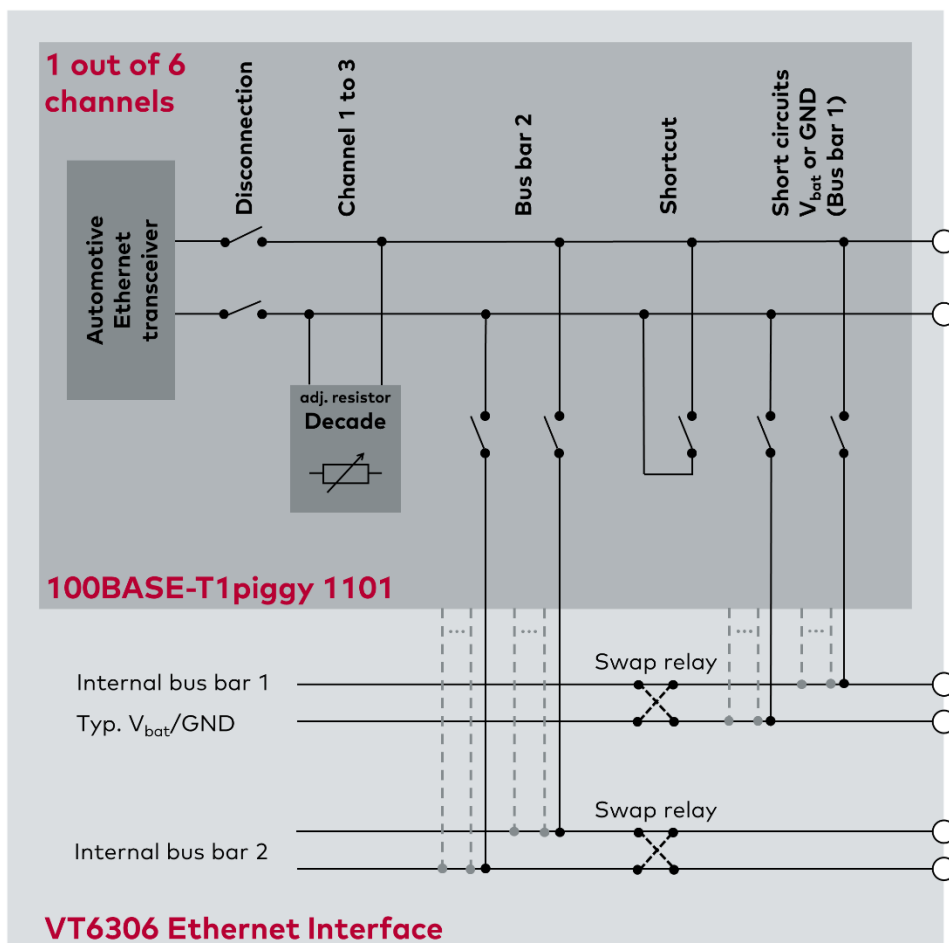 1 out of 6
channels
Disconnection
Channel 1 to 3
Bus bar 2
Shortcut
Short circuits
Vbat or GND
(Bus bar 1)
Automotive
Ethernet
transceiver
adj. resistor
Decade
100BASE-T1piggy 1101
...
...
...
...
Swap relay
Internal bus bar 1
Typ. Vbat/GND
Swap relay
Internal bus bar 2
VT6306 Ethernet Interface